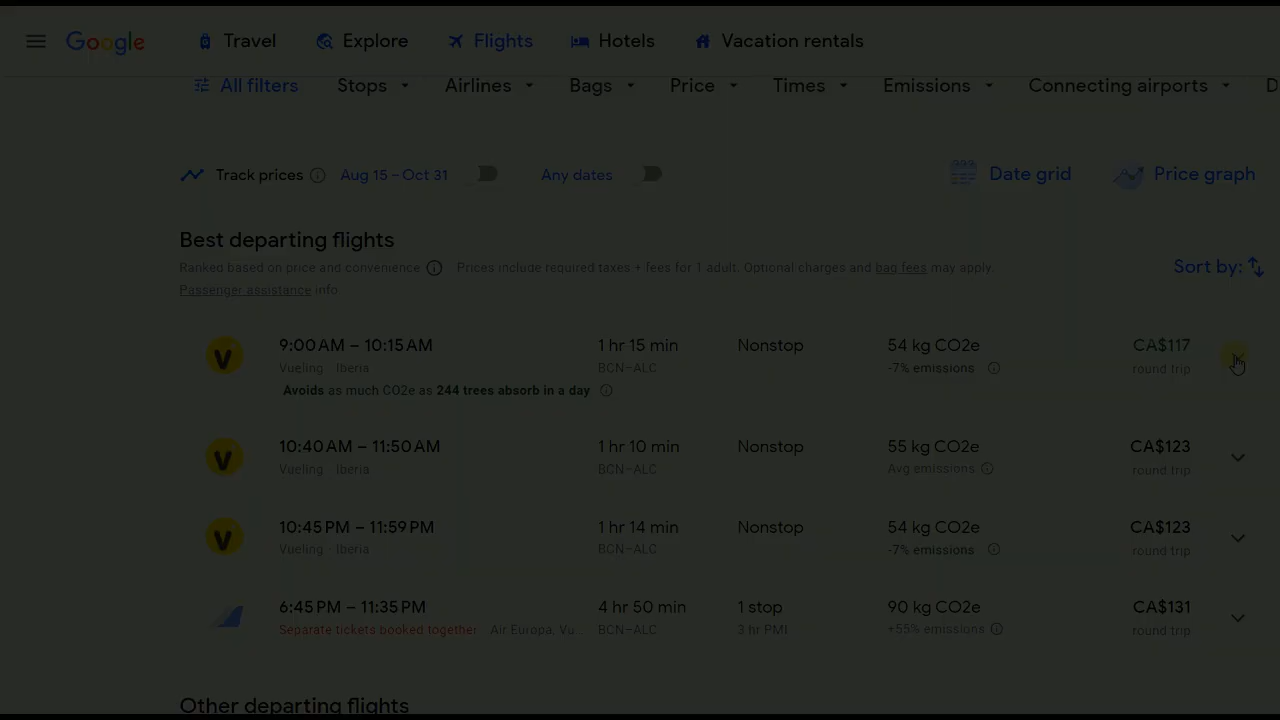 Google Travel Explore Flights Hotels Vacation rentals
All filters Stops Airlines Bags Price Times Emissions Connecting airports D
Track prices Aug 15 – Oct 31 Any dates Date grid Price graph
Best departing flights
Ranked based on price and convenience Prices include required taxes + fees for 1 adult. Optional charges and bag fees may apply.
Sort by:
Passenger assistance info.
9:00 AM – 10:15 AM 1 hr 15 min Nonstop 54 kg CO2e CA$117
Vueling · Iberia BCN–ALC -7% emissions round trip
Avoids as much CO2e as 244 trees absorb in a day
10:40 AM – 11:50 AM 1 hr 10 min Nonstop 55 kg CO2e CA$123
Vueling · Iberia BCN–ALC Avg emissions round trip
10:45 PM – 11:59 PM 1 hr 14 min Nonstop 54 kg CO2e CA$123
Vueling · Iberia BCN–ALC -7% emissions round trip
6:45 PM – 11:35 PM 4 hr 50 min 1 stop 90 kg CO2e CA$131
Separate tickets booked together · Air Europa, Vu... BCN–ALC 3 hr PMI +55% emissions round trip
Other departing flights